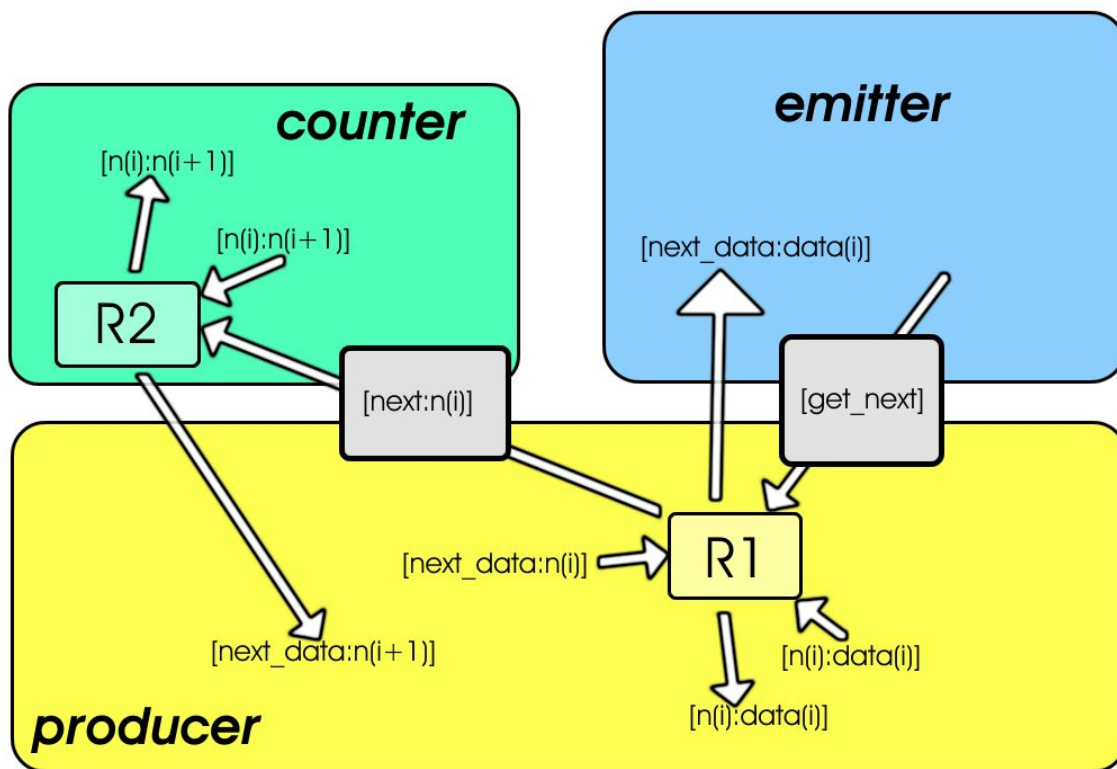 counter
emitter
[n(i):n(i+1)]
[n(i):n(i+1)]
[next_data:data(i)]
R2
[next:n(i)]
[get_next]
[next_data:n(i)]
R1
[next_data:n(i+1)]
[n(i):data(i)]
[n(i):data(i)]
producer